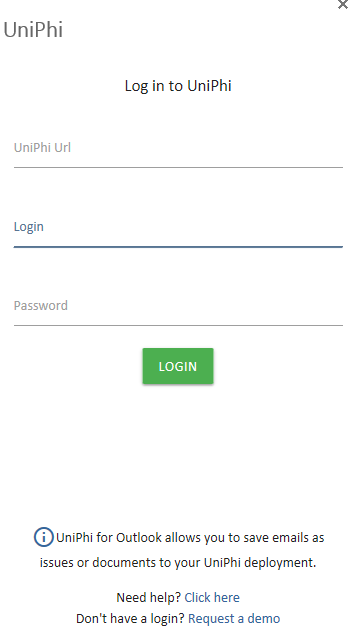 UniPhi
Log in to UniPhi
UniPhi Url
Login
Password
LOGIN
UniPhi for Outlook allows you to save emails as
issues or documents to your UniPhi deployment.
Need help? Click here
Don't have a login? Request a demo